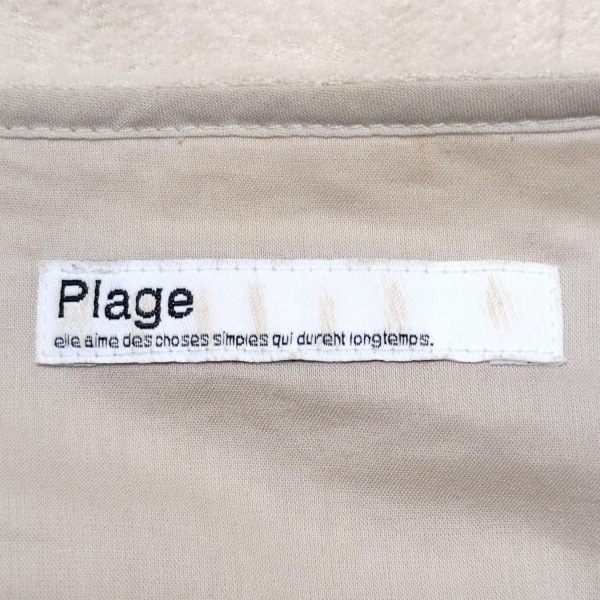 Plage
elle aime des choses simples qui durent longtemps.